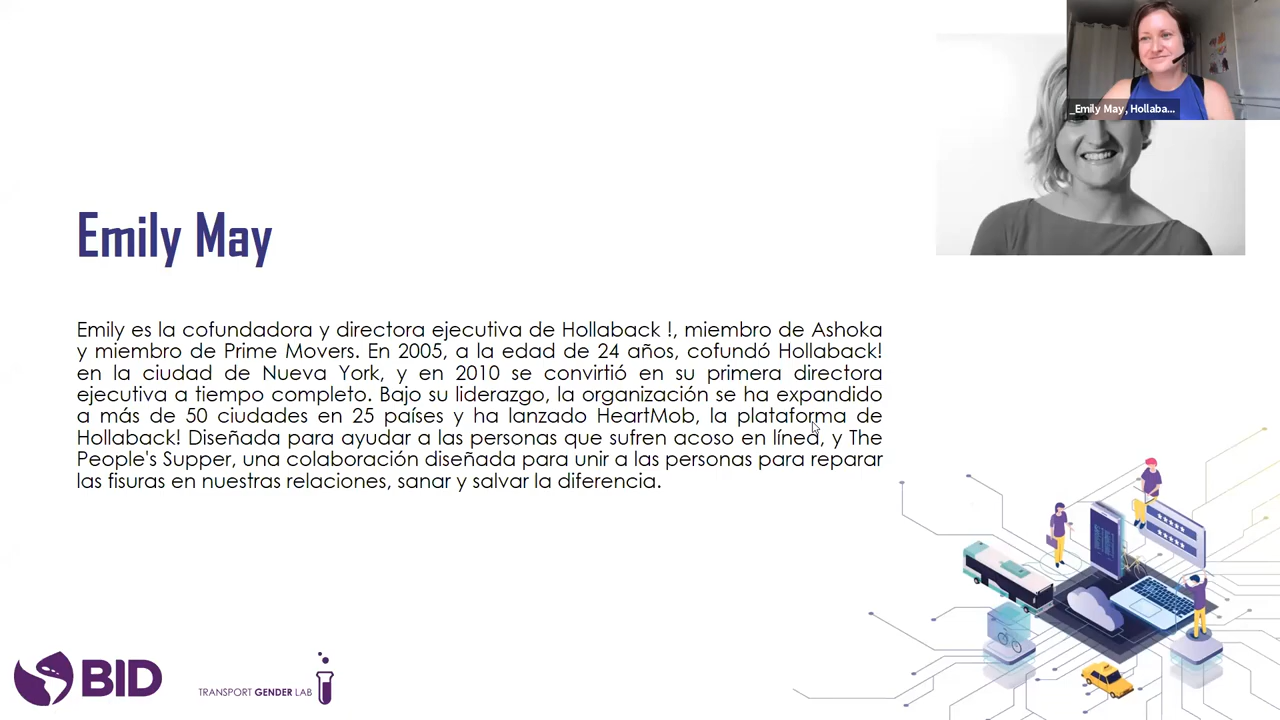 _Emily May, Hollaba...
Emily May
Emily es la cofundadora y directora ejecutiva de Hollaback !, miembro de Ashoka
y miembro de Prime Movers. En 2005, a la edad de 24 años, cofundó Hollaback!
en la ciudad de Nueva York, y en 2010 se convirtió en su primera directora
ejecutiva a tiempo completo. Bajo su liderazgo, la organización se ha expandido
a más de 50 ciudades en 25 países y ha lanzado HeartMob, la plataforma de
Hollaback! Diseñada para ayudar a las personas que sufren acoso en línea, y The
People's Supper, una colaboración diseñada para unir a las personas para reparar
las fisuras en nuestras relaciones, sanar y salvar la diferencia.
BID
TRANSPORT GENDER LAB